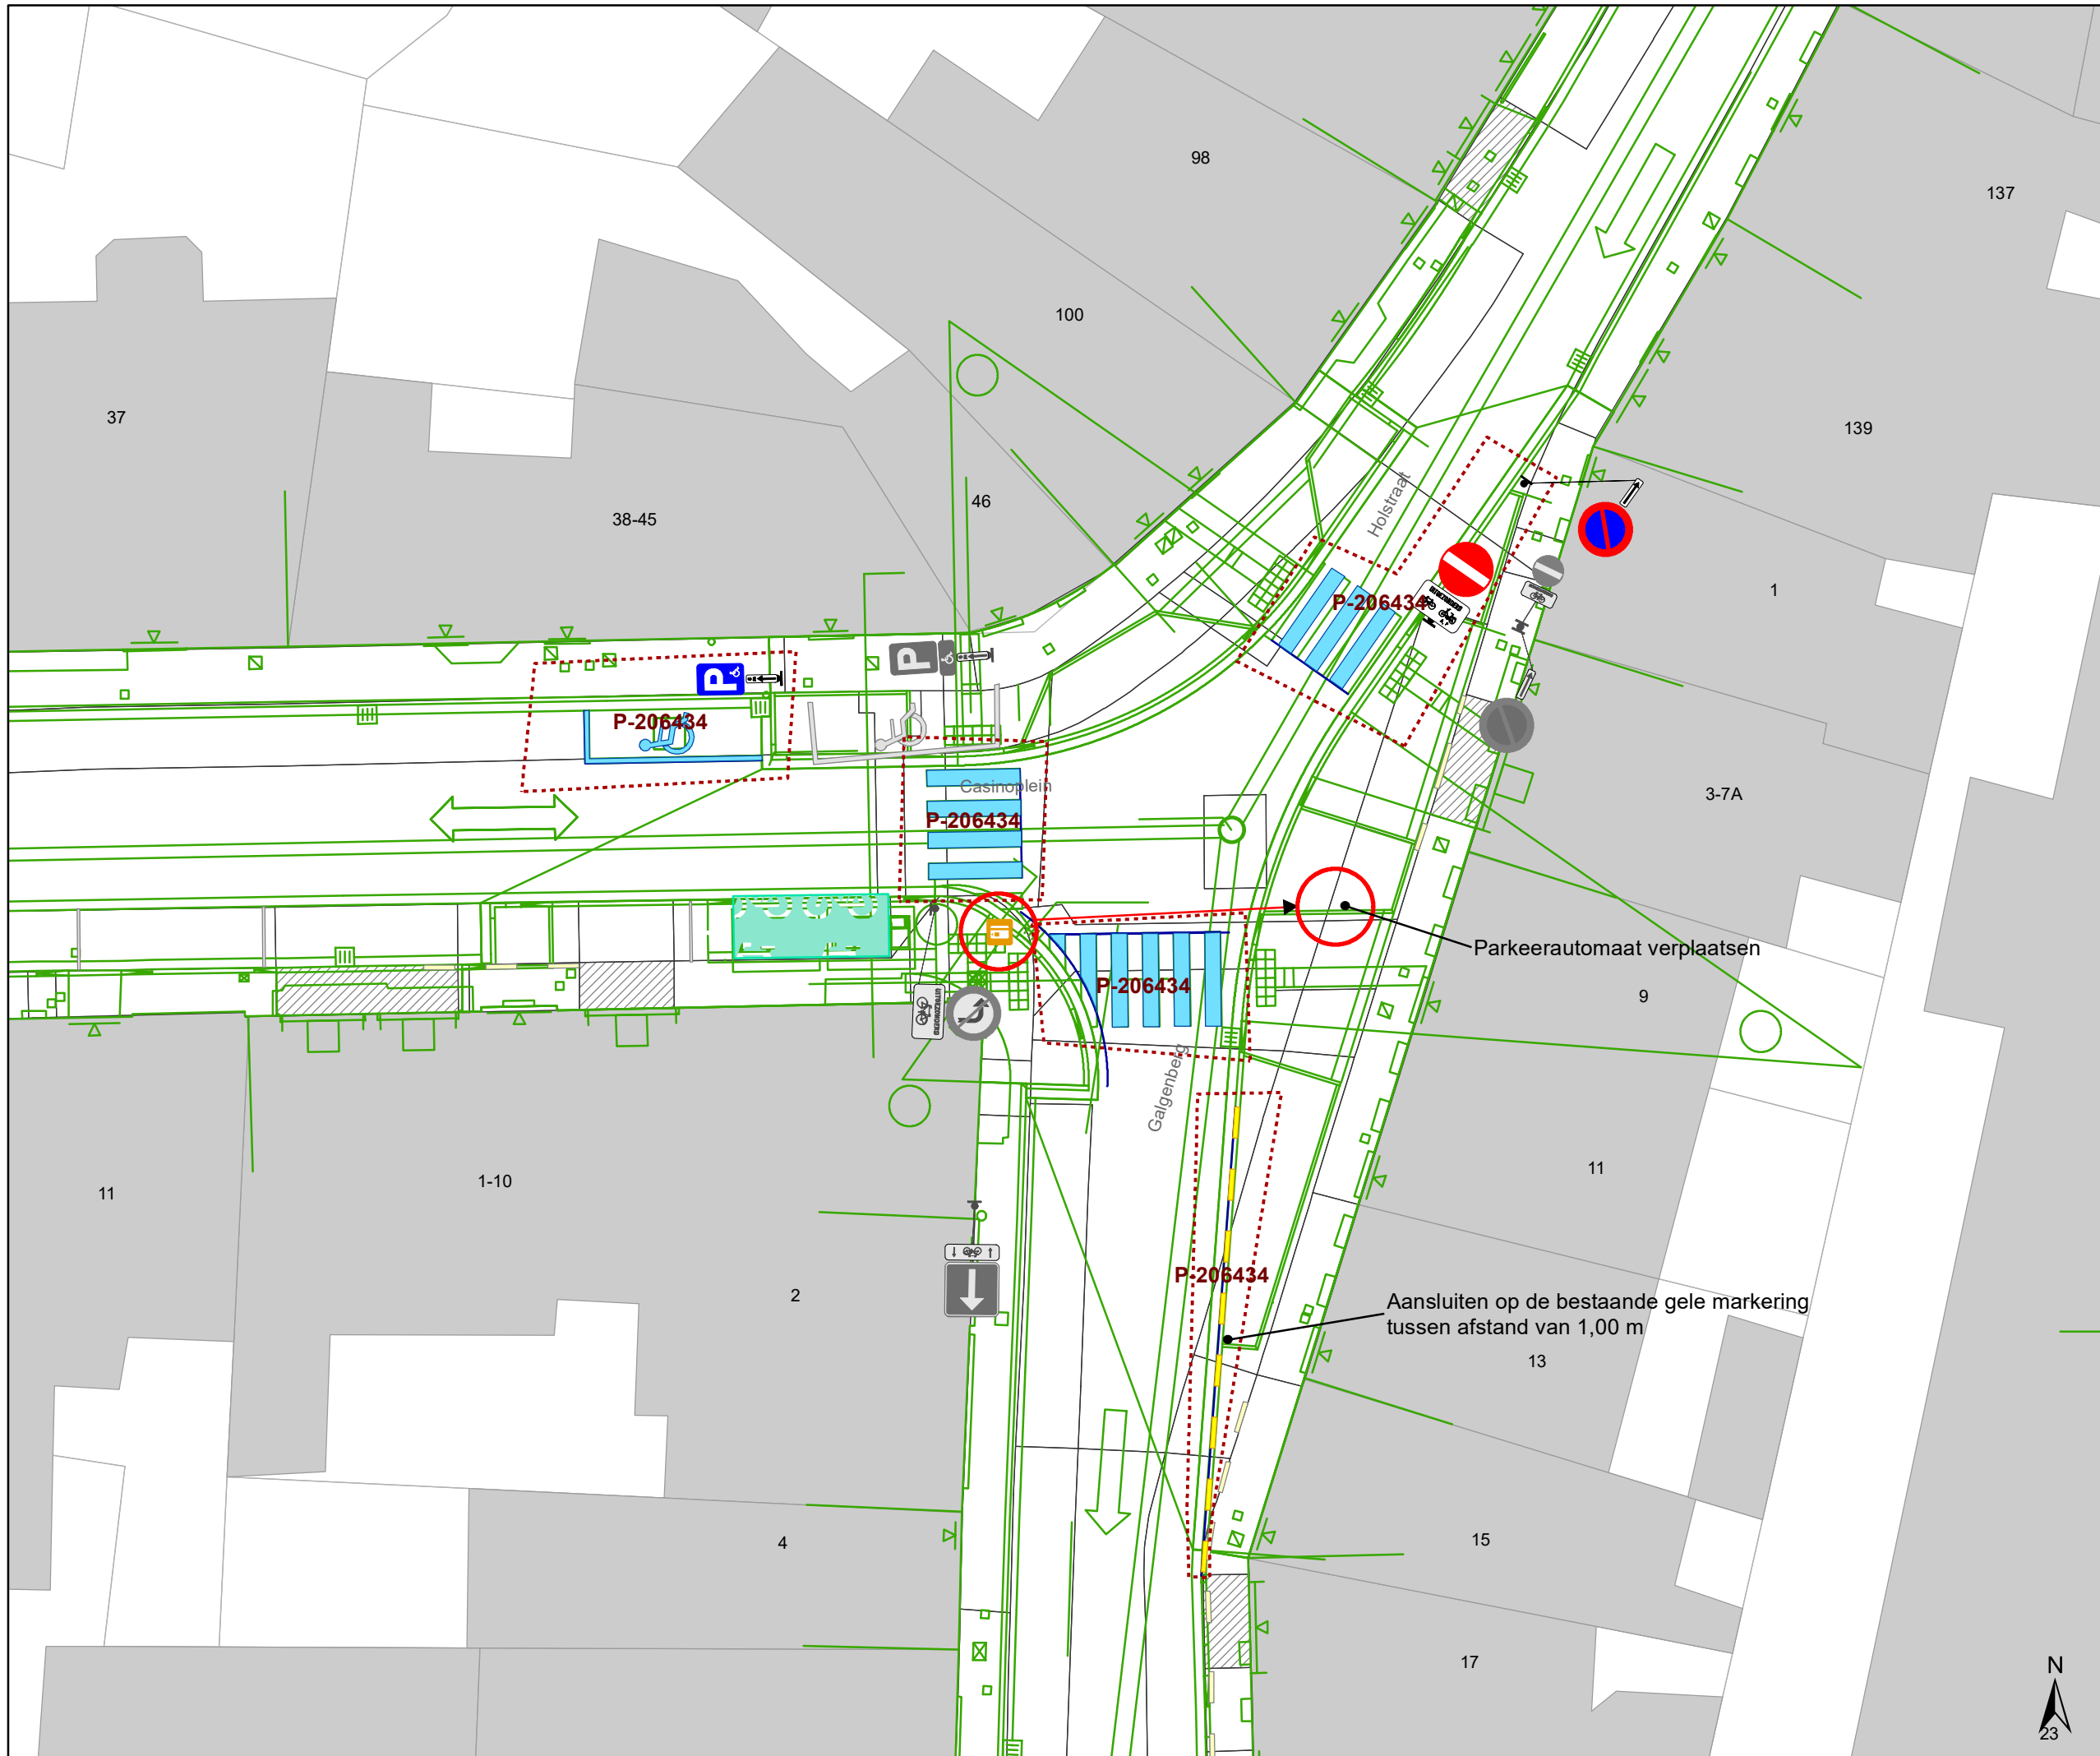 98
137
100
37
139
46
38-45
Holstraat
1
P-206434
P
P
P-206434
Casinoplein
3-7A
P-206434
Parkeerautomaat verplaatsen
P-206434
9
UITGEZONDERD
Galgenberg
11
1-10
11
P-206434
2
Aansluiten op de bestaande gele markering
tussen afstand van 1,00 m
13
15
4
17
N
23